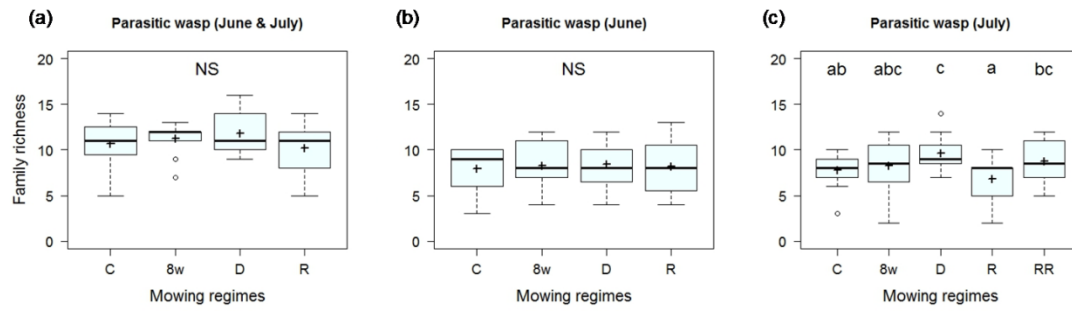 (a) Parasitic wasp (June & July)
Family richness
20
15
10
5
0
NS
C 8w D R
Mowing regimes
(b) Parasitic wasp (June)
20
15
10
5
0
NS
C 8w D R
Mowing regimes
(c) Parasitic wasp (July)
20
15
10
5
0
ab abc c a bc
C 8w D R RR
Mowing regimes